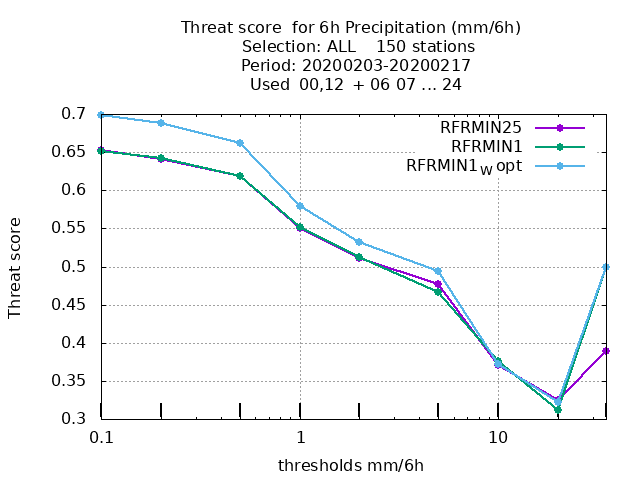 Threat score  for 6h Precipitation (mm/6h)
Selection: ALL    150 stations
Period: 20200203-20200217
Used  00,12  + 06 07 ... 24
RFRMIN25
RFRMIN1
RFRMIN1W opt
0.7
0.65
0.6
0.55
0.5
0.45
0.4
0.35
0.3
Threat score
0.1
1
10
thresholds mm/6h